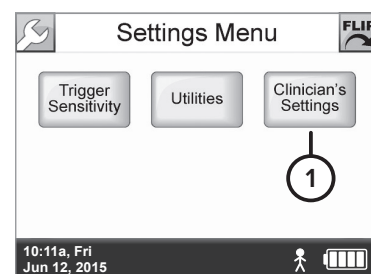 Settings Menu
FLIP
Trigger
Sensitivity
Utilities
Clinician's
Settings
1
10:11a, Fri
Jun 12, 2015